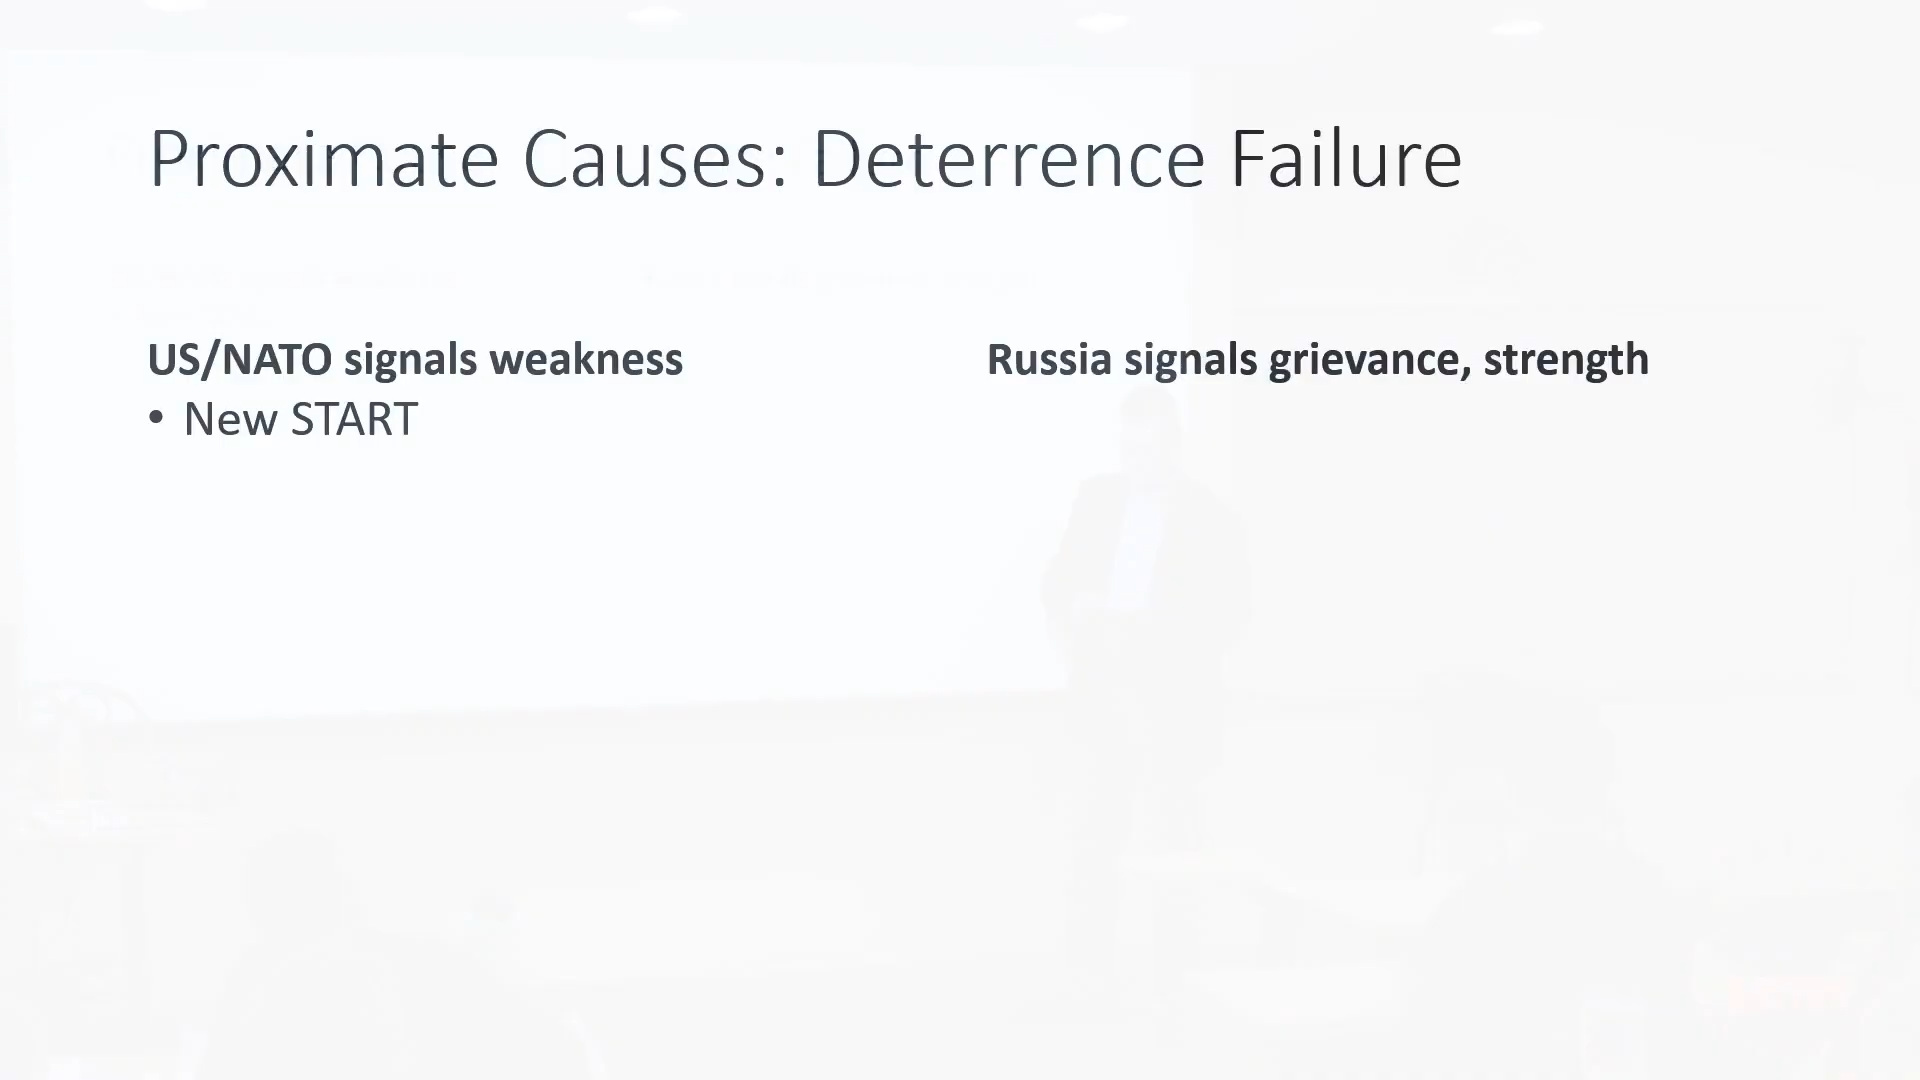 Proximate Causes: Deterrence Failure
US/NATO signals weakness
• New START
Russia signals grievance, strength